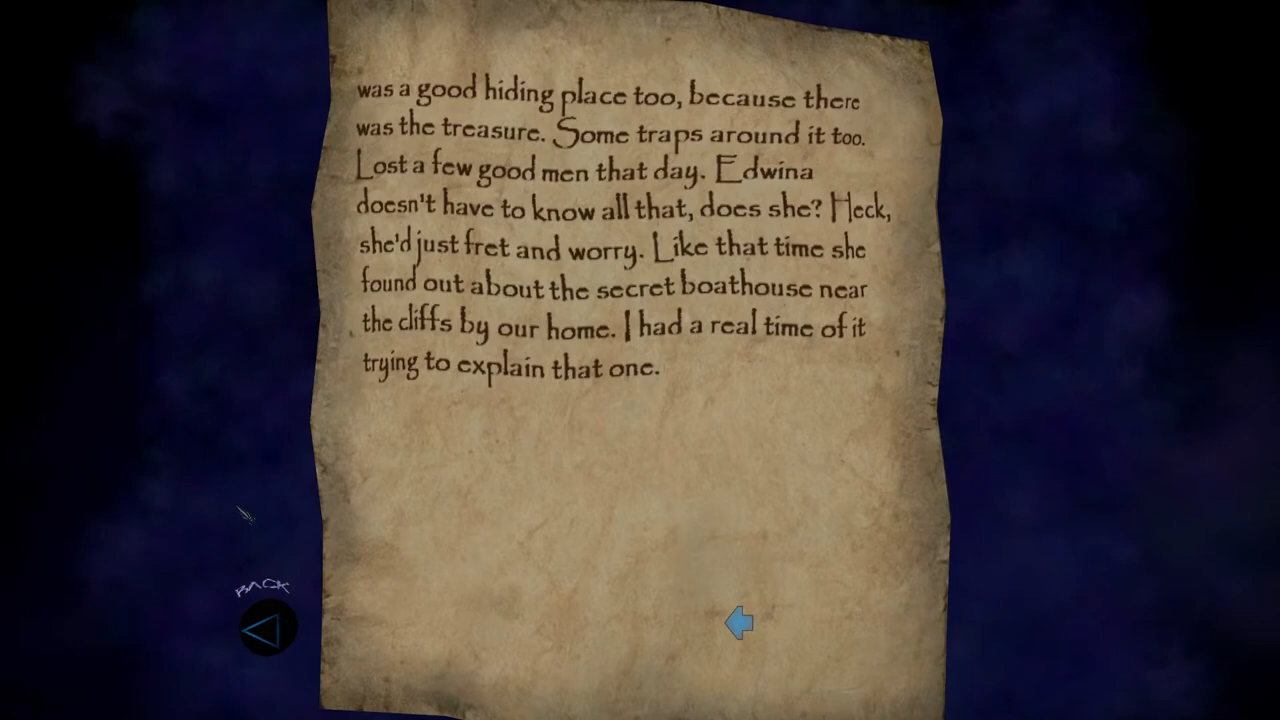 was a good hiding place too, because there
was the treasure. Some traps around it too.
Lost a few good men that day. Edwina
doesn't have to know all that, does she? Heck,
she'd just fret and worry. Like that time she
found out about the secret boathouse near
the cliffs by our home. I had a real time of it
trying to explain that one.
BACK